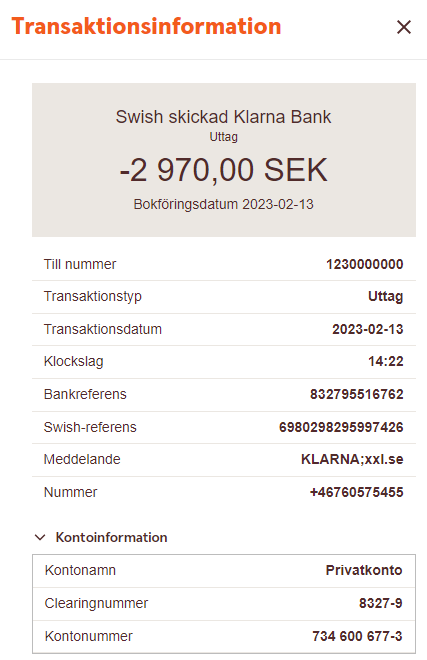 Transaktionsinformation
Swish skickad Klarna Bank
Uttag
-2 970,00 SEK
Bokföringsdatum 2023-02-13
Till nummer 1230000000
Transaktionstyp Uttag
Transaktionsdatum 2023-02-13
Klockslag 14:22
Bankreferens 832795516762
Swish-referens 6980298295997426
Meddelande KLARNA;xxl.se
Nummer +46760575455
Kontoinformation
Kontonamn Privatkonto
Clearingnummer 8327-9
Kontonummer 734 600 677-3